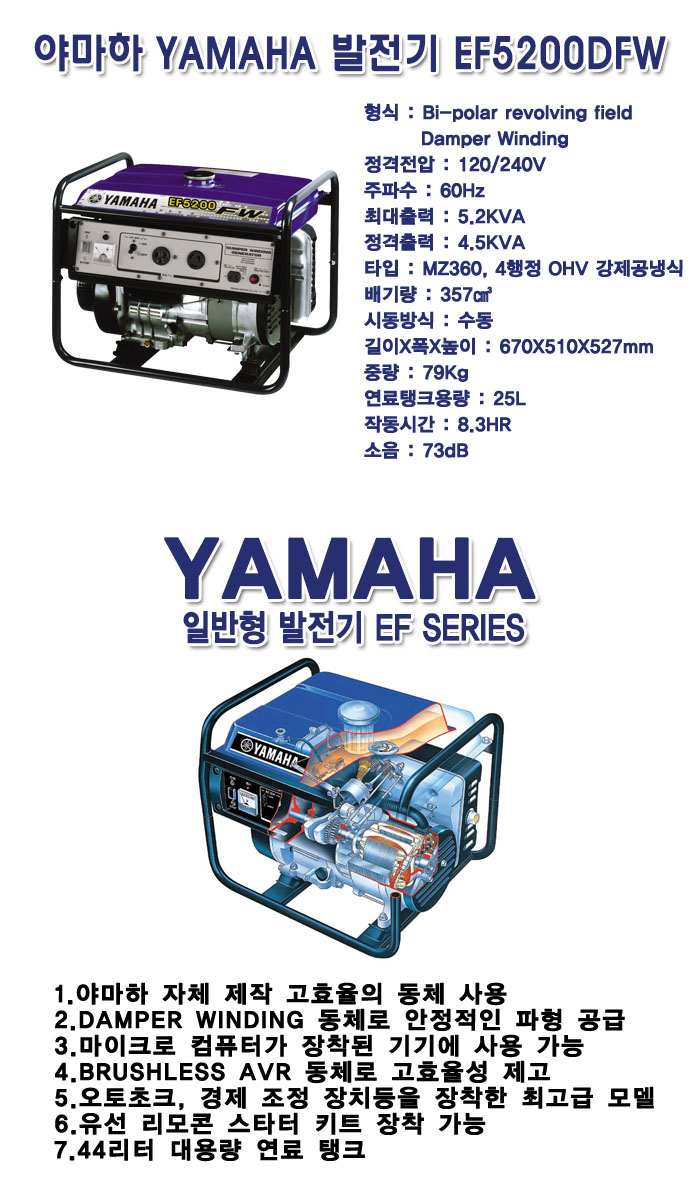 야마하 YAMAHA 발전기 EF5200DFW
형식 : Bi-polar revolving field
Damper Winding
정격전압 : 120/240V
주파수 : 60Hz
최대출력 : 5.2KVA
정격출력 : 4.5KVA
타입 : MZ360, 4행정 OHV 강제공냉식
배기량 : 357㎤
시동방식 : 수동
길이X폭X높이 : 670X510X527mm
중량 : 79Kg
연료탱크용량 : 25L
작동시간 : 8.3HR
소음 : 73dB
YAMAHA
EF5200
FW
DUMPER WINDING
GENERATOR
YAMAHA
일반형 발전기 EF SERIES
YAMAHA
1.야마하 자체 제작 고효율의 동체 사용
2.DAMPER WINDING 동체로 안정적인 파형 공급
3.마이크로 컴퓨터가 장착된 기기에 사용 가능
4.BRUSHLESS AVR 동체로 고효율성 제고
5.오토초크, 경제 조정 장치등을 장착한 최고급 모델
6.유선 리모콘 스타터 키트 장착 가능
7.44리터 대용량 연료 탱크